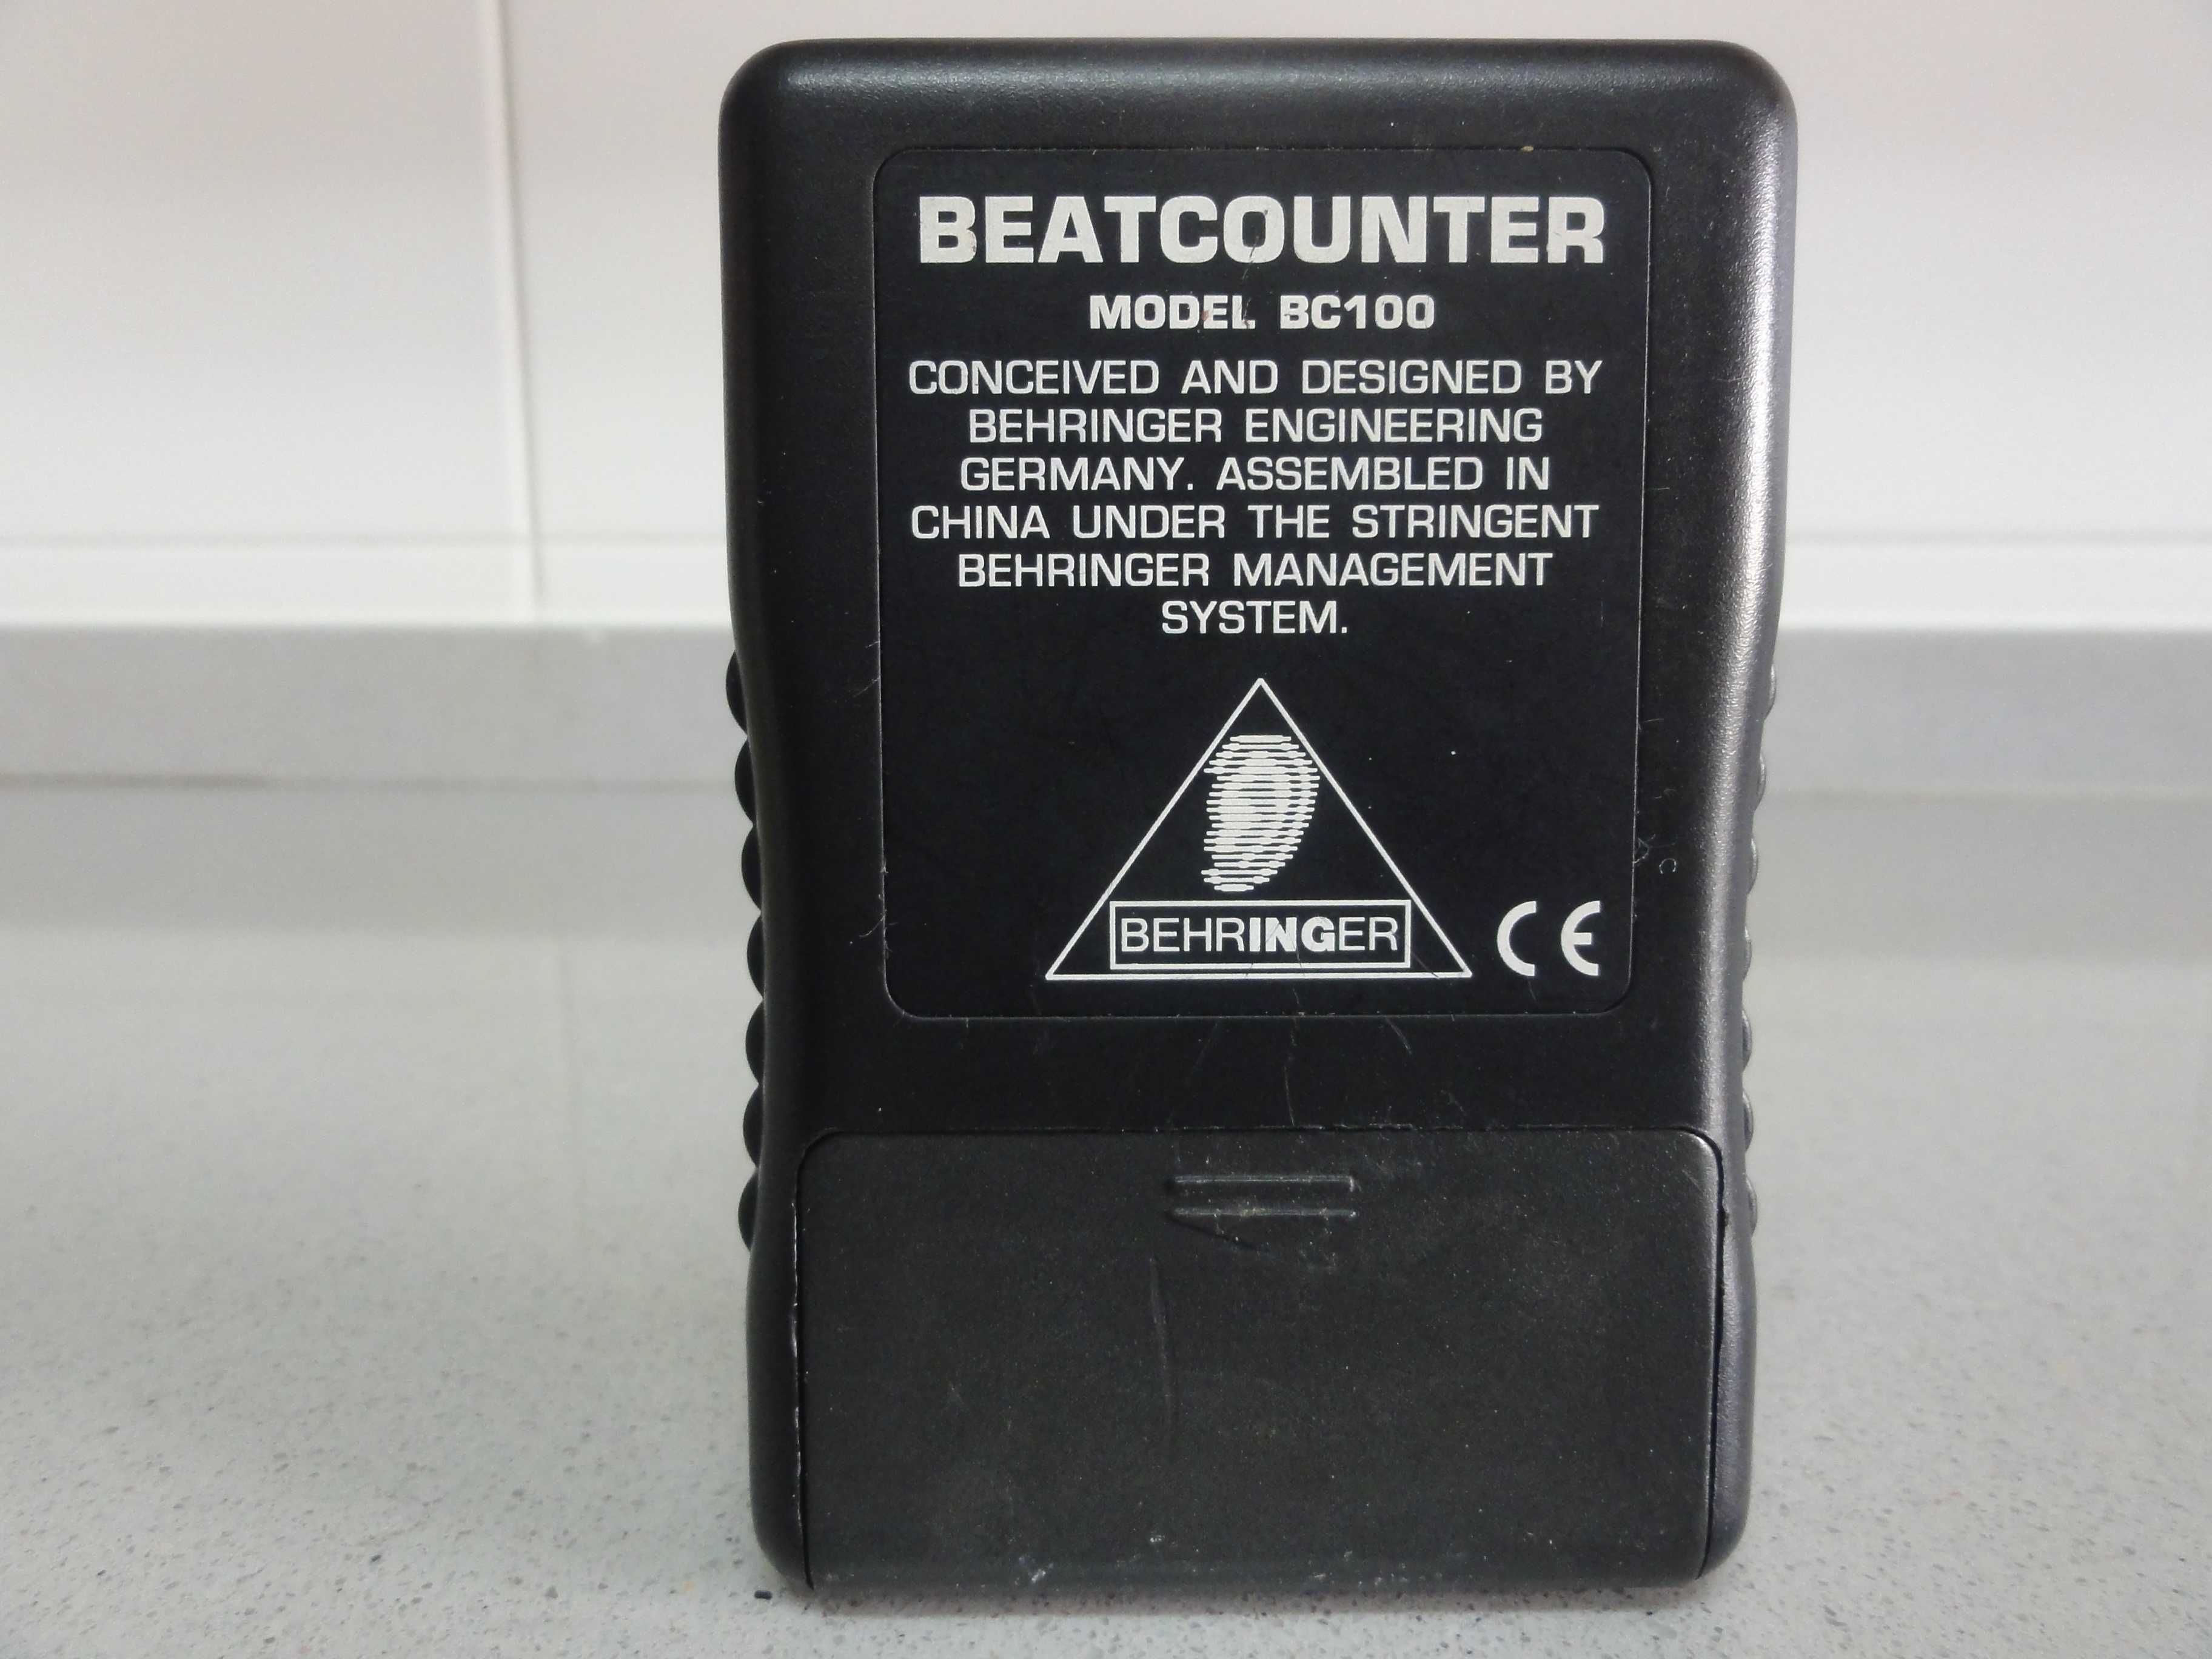 BEATCOUNTER
MODEL BC100
CONCEIVED AND DESIGNED BY
BEHRINGER ENGINEERING
GERMANY. ASSEMBLED IN
CHINA UNDER THE STRINGENT
BEHRINGER MANAGEMENT
SYSTEM.
BEHRINGER
CE